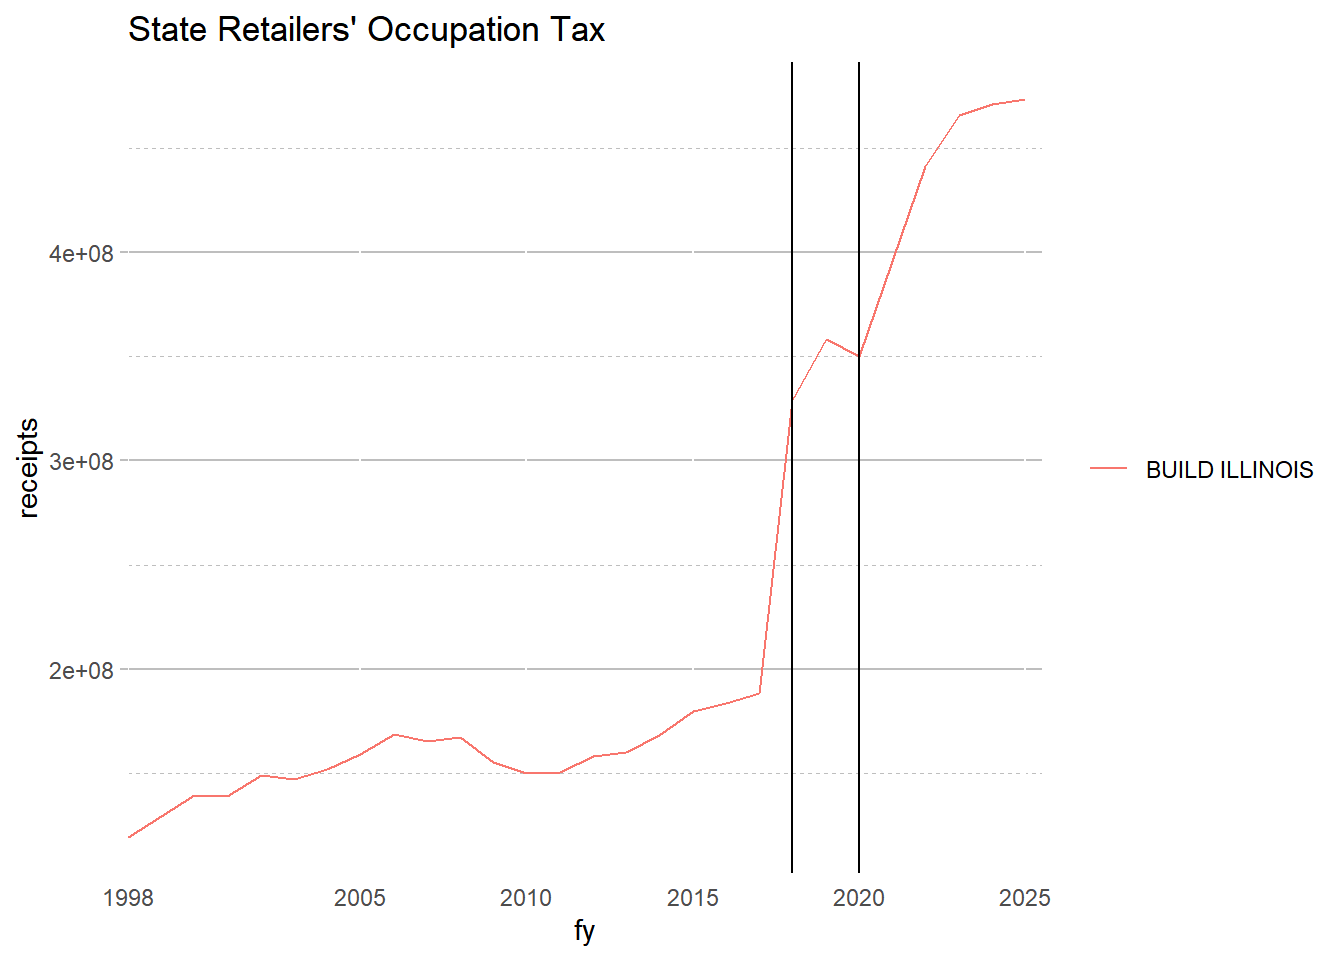 State Retailers' Occupation Tax
4e+08
3e+08
2e+08
receipts
1998 2005 2010 2015 2020 2025
fy
BUILD ILLINOIS